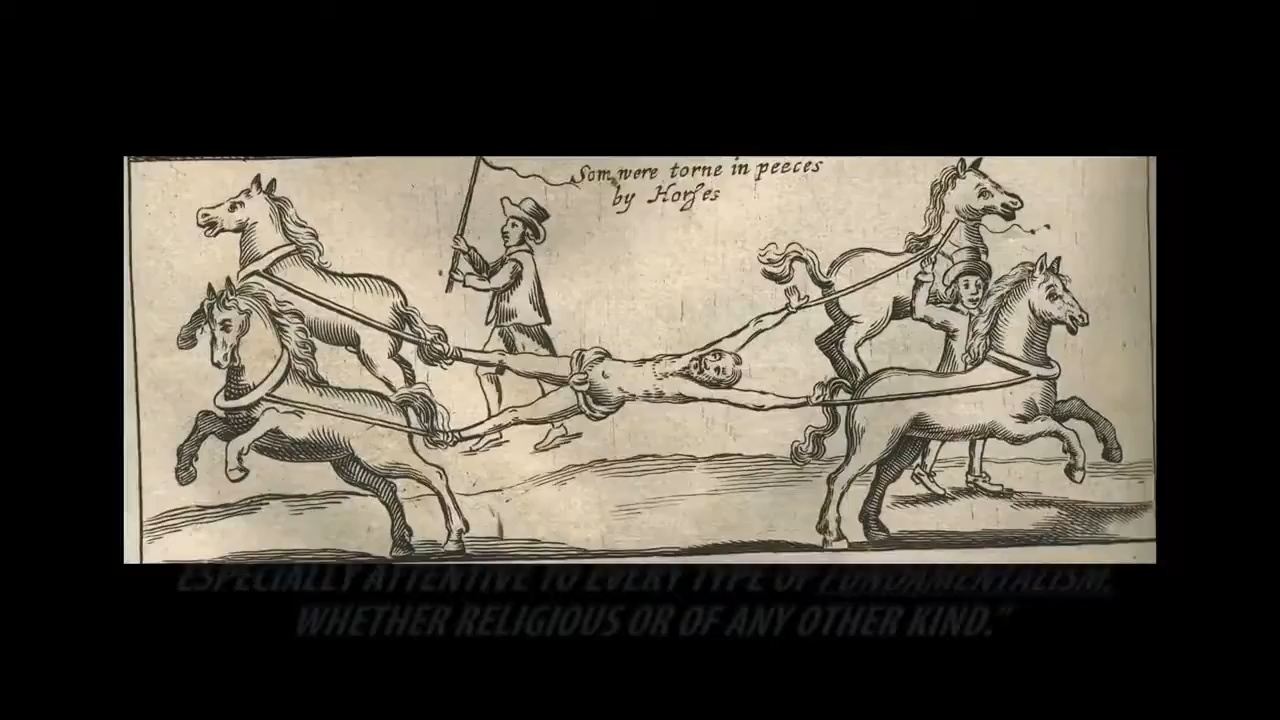 Som were torne in peeces
by Horſes
ESPECIALLY ATTENTIVE TO EVERY TYPE OF FUNDAMENTALISM,
WHETHER RELIGIOUS OR OF ANY OTHER KIND.”